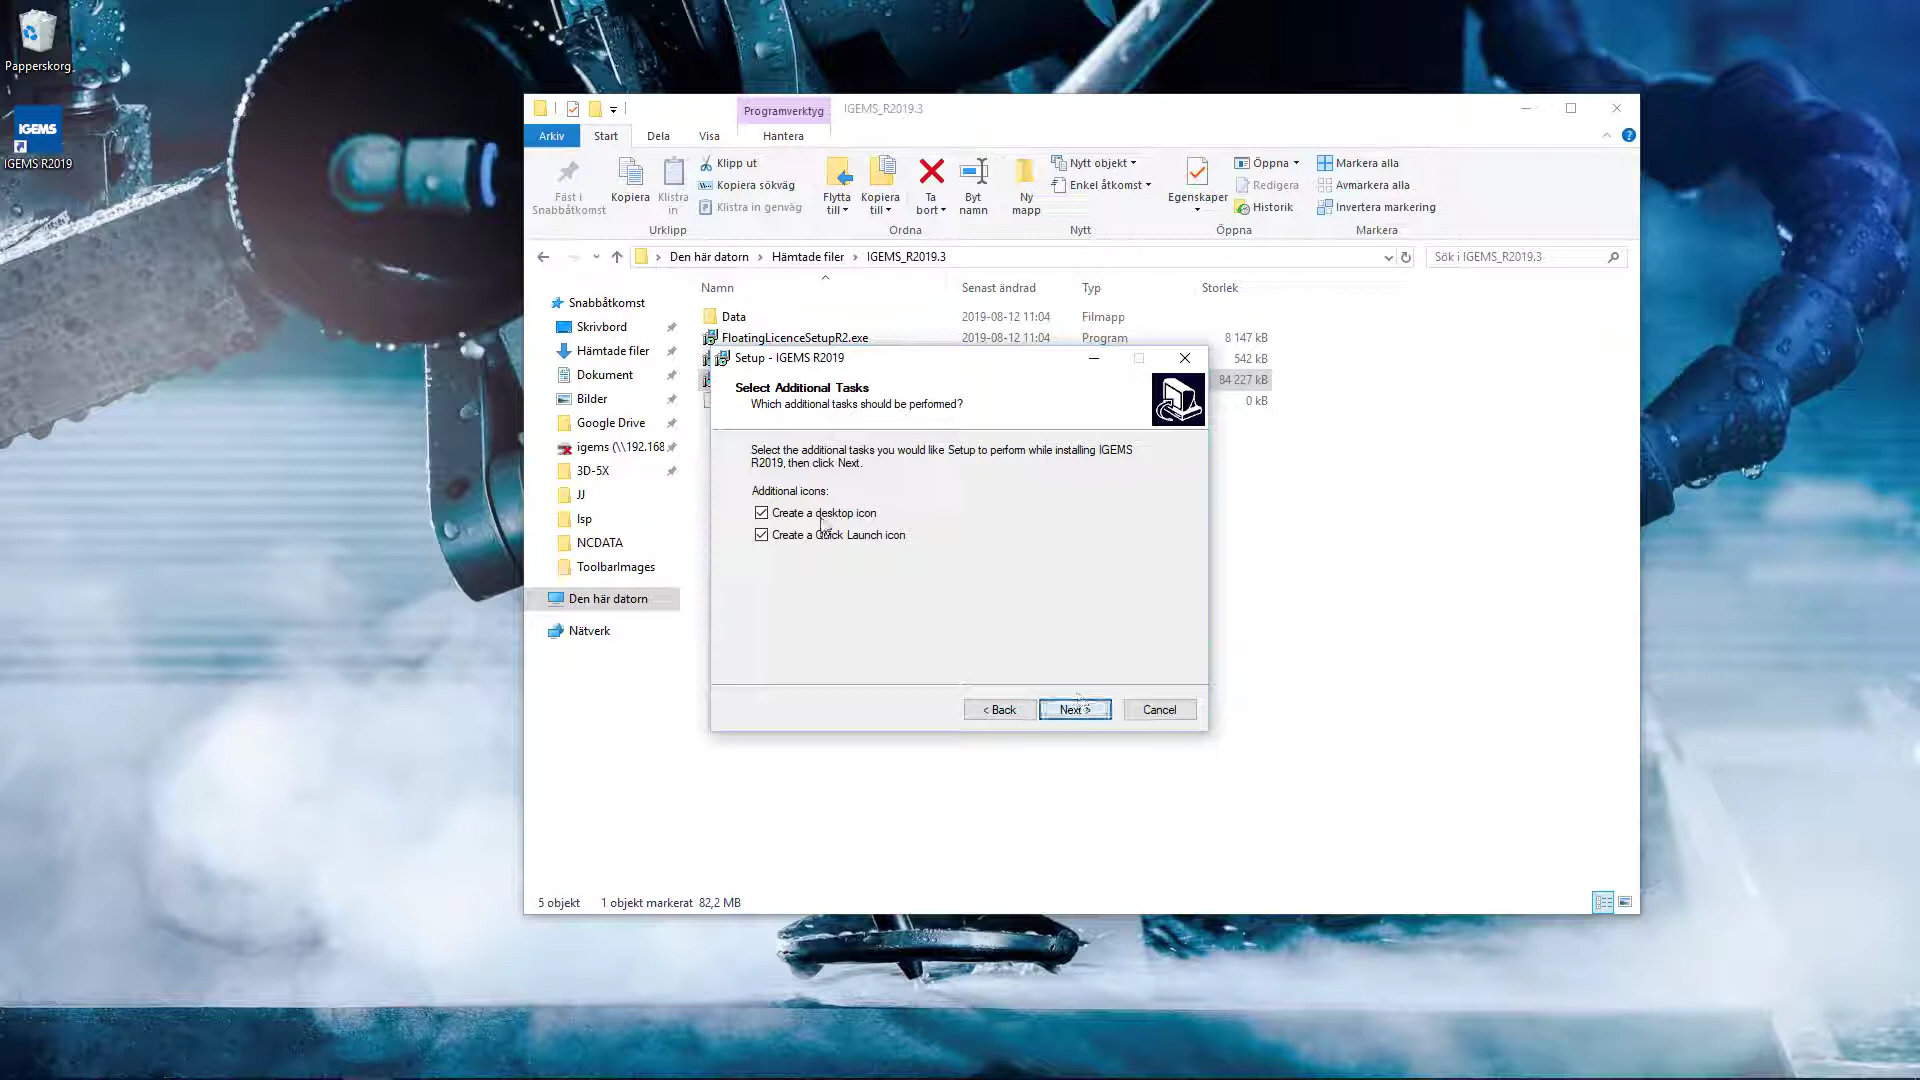 Papperskorg
IGEMS
IGEMS R2019
Programverktyg
IGEMS_R2019.3
Arkiv
Start
Dela
Visa
Hantera
Fäst i
Snabbåtkomst
Kopiera
Klistra
in
Klipp ut
Kopiera sökväg
Klistra in genväg
Urklipp
Flytta
till
Kopiera
till
Ta
bort
Byt
namn
Ordna
Ny
mapp
Nytt objekt
Enkel åtkomst
Nytt
Egenskaper
Öppna
Redigera
Historik
Öppna
Markera alla
Avmarkera alla
Invertera markering
Markera
Den här datorn > Hämtade filer > IGEMS_R2019.3
Sök i IGEMS_R2019.3
Namn
Senast ändrad
Typ
Storlek
Snabbåtkomst
Skrivbord
Hämtade filer
Dokument
Bilder
Google Drive
igems (\\192.168
3D-5X
JJ
lsp
NCDATA
ToolbarImages
Den här datorn
Nätverk
Data 2019-08-12 11:04 Filmapp
FloatingLicenceSetupR2.exe 2019-08-12 11:04 Program 8 147 kB
542 kB
84 227 kB
0 kB
Setup - IGEMS R2019
Select Additional Tasks
Which additional tasks should be performed?
Select the additional tasks you would like Setup to perform while installing IGEMS
R2019, then click Next.
Additional icons:
Create a desktop icon
Create a Quick Launch icon
< Back
Next >
Cancel
5 objekt
1 objekt markerat 82,2 MB